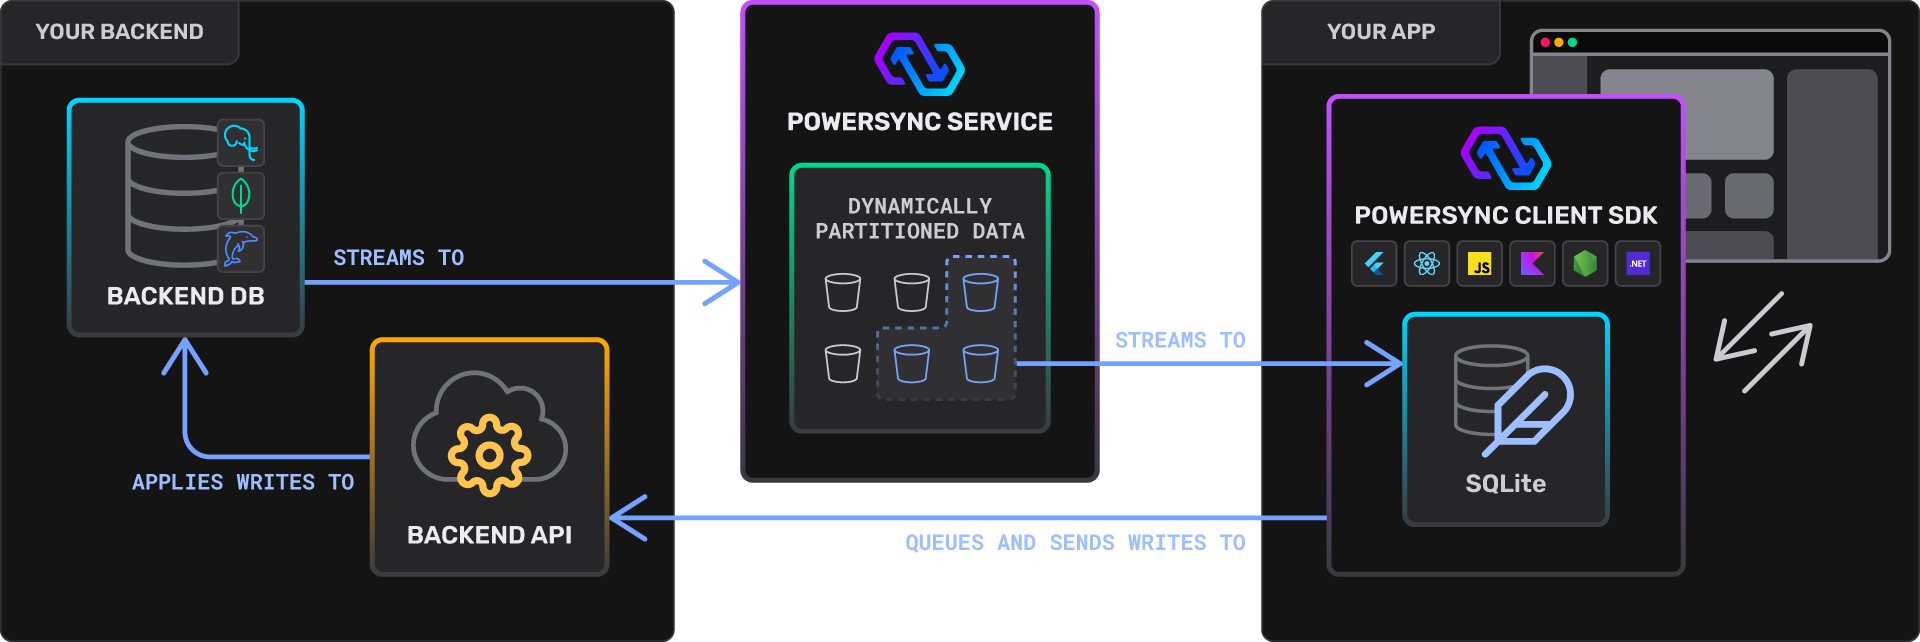 YOUR BACKEND
BACKEND DB
STREAMS TO
APPLIES WRITES TO
BACKEND API
POWERSYNC SERVICE
DYNAMICALLY
PARTITIONED DATA
STREAMS TO
QUEUES AND SENDS WRITES TO
YOUR APP
POWERSYNC CLIENT SDK
JS
.NET
SQLite